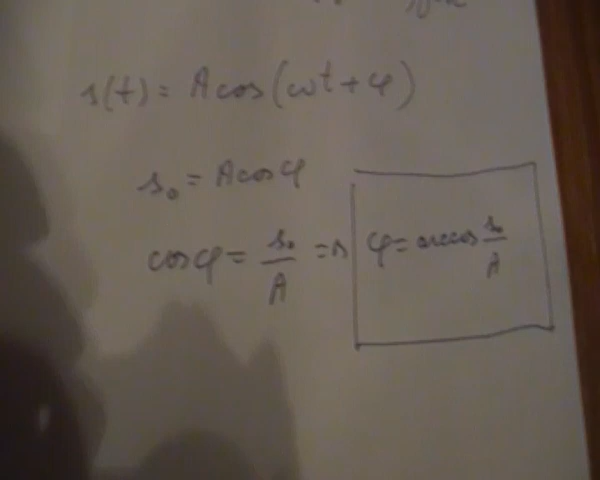 s(t) = A cos(ωt + φ)
s₀ = A cos φ
cos φ = s₀/A => φ = arccos s₀/A